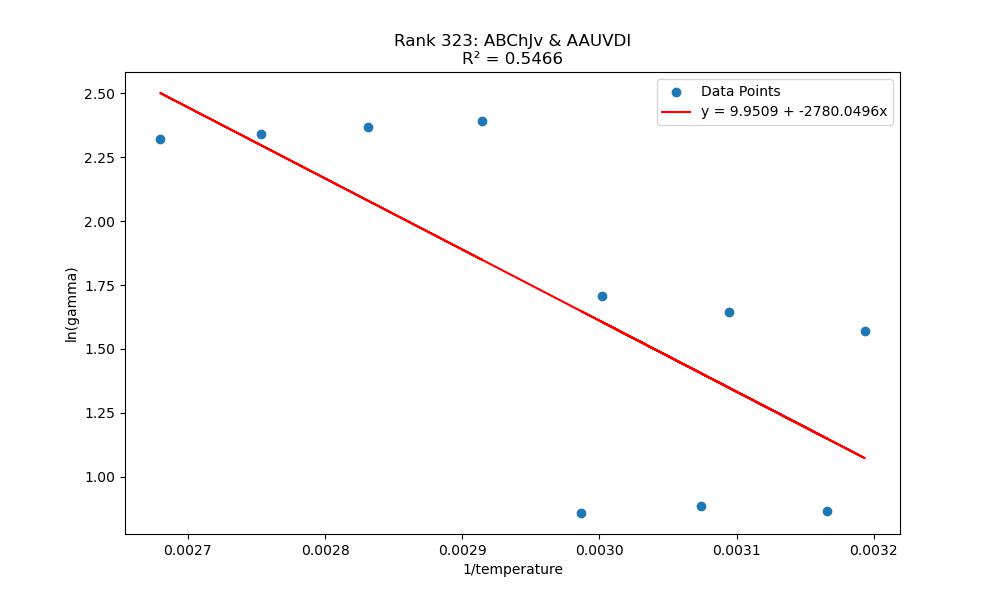 Rank 323: ABChJv & AAUVDI
R² = 0.5466
Data Points
y = 9.9509 + -2780.0496x
2.50
2.25
2.00
1.75
1.50
1.25
1.00
ln(gamma)
0.0027
0.0028
0.0029
0.0030
0.0031
0.0032
1/temperature